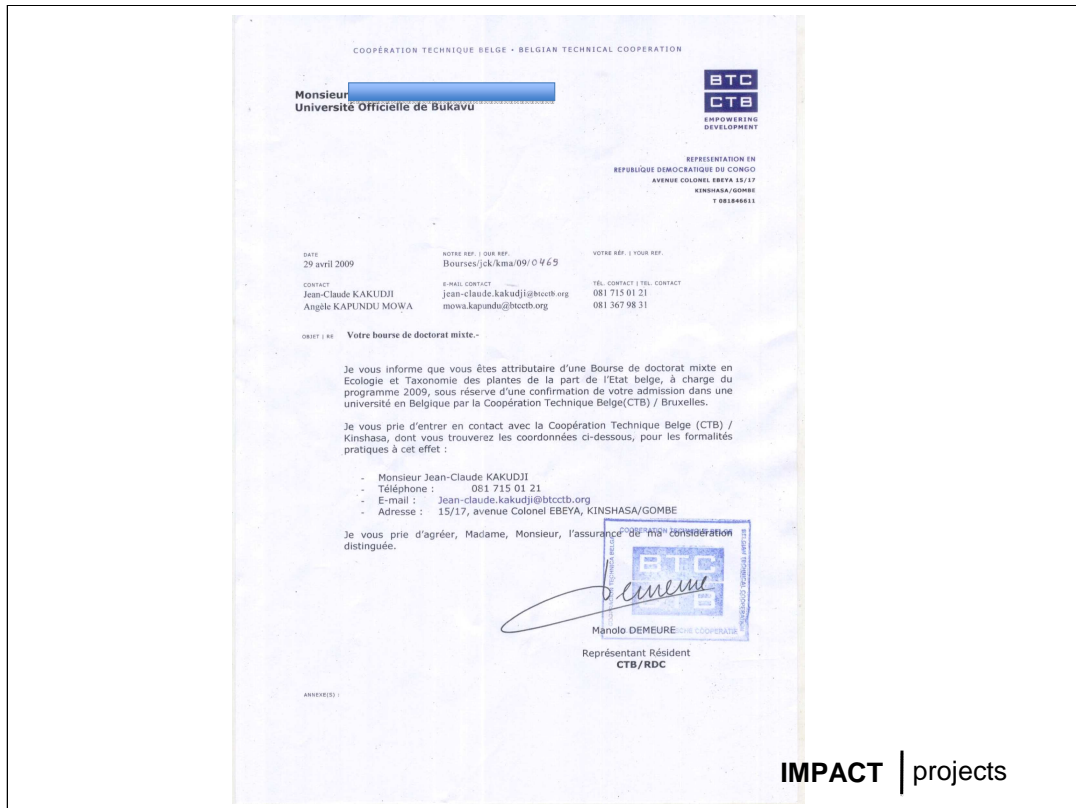 COOPÉRATION TECHNIQUE BELGE • BELGIAN TECHNICAL COOPERATION
BTC
CTB
EMPOWERING
DEVELOPMENT
Monsieur
Université Officielle de Bukavu
REPRESENTATION EN
REPUBLIQUE DEMOCRATIQUE DU CONGO
AVENUE COLONEL EBEYA 15/17
KINSHASA/GOMBE
T 081846611
DATE
29 avril 2009
NOTRE REF. | OUR REF.
Bourses/jck/kma/09/0465
VOTRE RÉF. | YOUR REF.
CONTACT
Jean-Claude KAKUDJI
Angèle KAPUNDU MOWA
E-MAIL CONTACT
jean-claude.kakudji@btcctb.org
mowa.kapundu@btcctb.org
TÉL. CONTACT | TEL. CONTACT
081 715 01 21
081 367 98 31
OBJET | RE Votre bourse de doctorat mixte.-
Je vous informe que vous êtes attributaire d'une Bourse de doctorat mixte en
Ecologie et Taxonomie des plantes de la part de l'Etat belge, à charge du
programme 2009, sous réserve d'une confirmation de votre admission dans une
université en Belgique par la Coopération Technique Belge(CTB) / Bruxelles.
Je vous prie d'entrer en contact avec la Coopération Technique Belge (CTB) /
Kinshasa, dont vous trouverez les coordonnées ci-dessous, pour les formalités
pratiques à cet effet :
- Monsieur Jean-Claude KAKUDJI
- Téléphone : 081 715 01 21
- E-mail : Jean-claude.kakudji@btcctb.org
- Adresse : 15/17, avenue Colonel EBEYA, KINSHASA/GOMBE
Je vous prie d'agréer, Madame, Monsieur, l'assurance de ma considération
distinguée.
COOPERATION TECHNIQUE BELGE
BELGIAN TECHNICAL COOPERATION
BTC
Demeure
Manolo DEMEURE
Représentant Résident
CTB/RDC
ANNEXE(S) :
IMPACT | projects